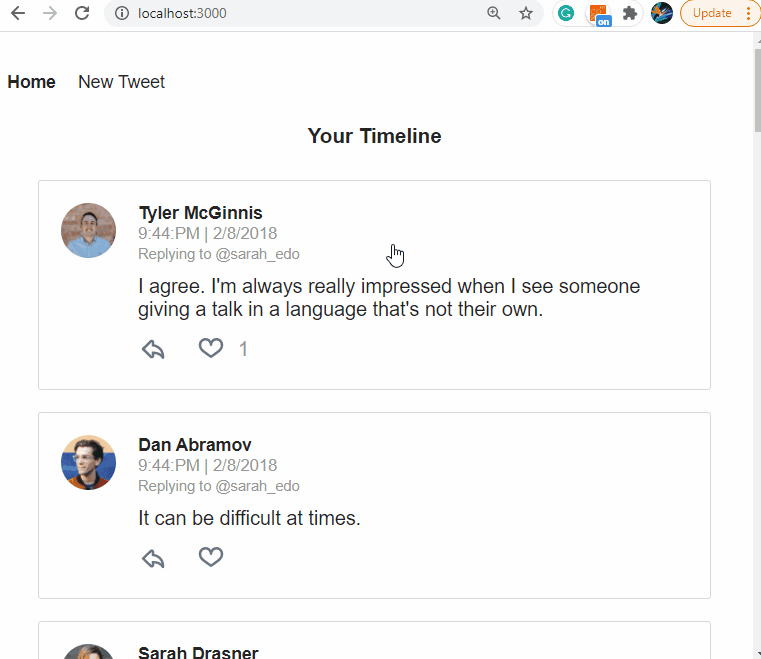 localhost:3000
on
Update
Home New Tweet
Your Timeline
Tyler McGinnis
9:44:PM | 2/8/2018
Replying to @sarah_edo
I agree. I'm always really impressed when I see someone
giving a talk in a language that's not their own.
1
Dan Abramov
9:44:PM | 2/8/2018
Replying to @sarah_edo
It can be difficult at times.
Sarah Drasner